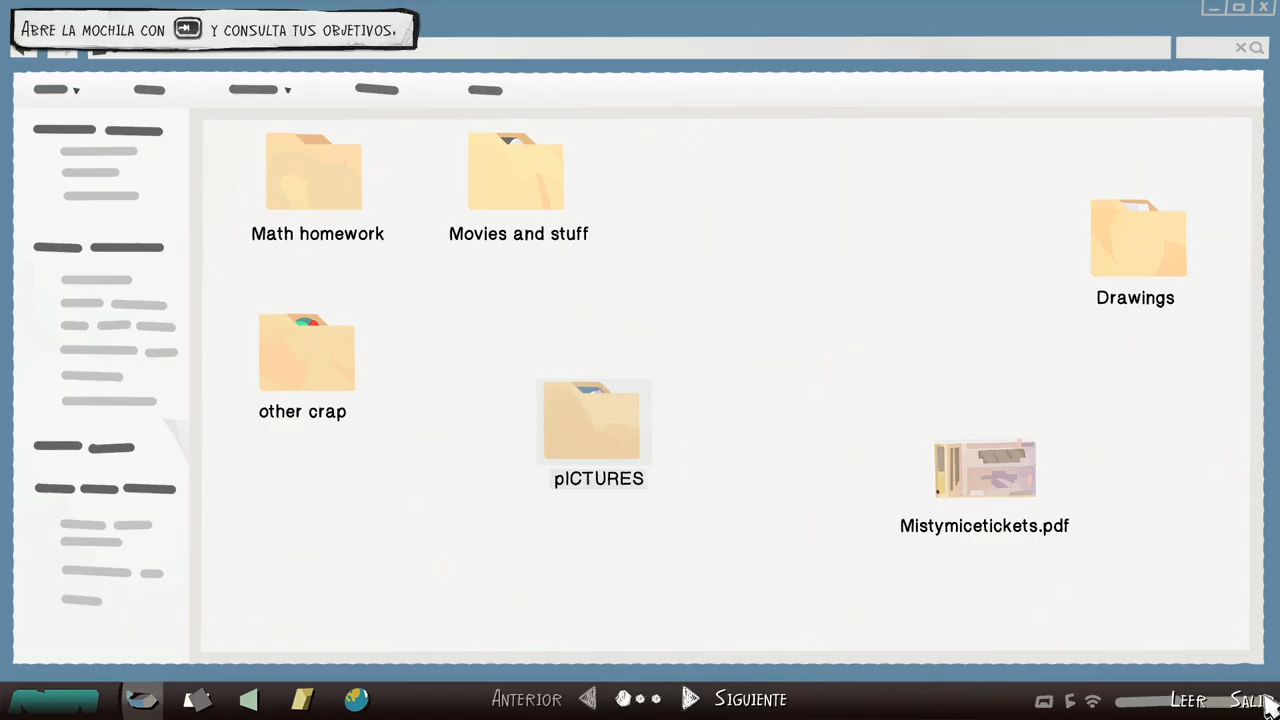 ABRE LA MOCHILA CON Y CONSULTA TUS OBJETIVOS.
Math homework
Movies and stuff
Drawings
other crap
pICTURES
Mistymicetickets.pdf
ANTERIOR
SIGUIENTE
LEER
SALIR